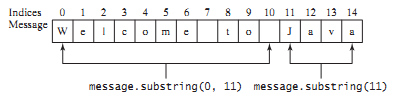 Indices 0 1 2 3 4 5 6 7 8 9 10 11 12 13 14
Message W e l c o m e t o J a v a
message.substring(0, 11) message.substring(11)